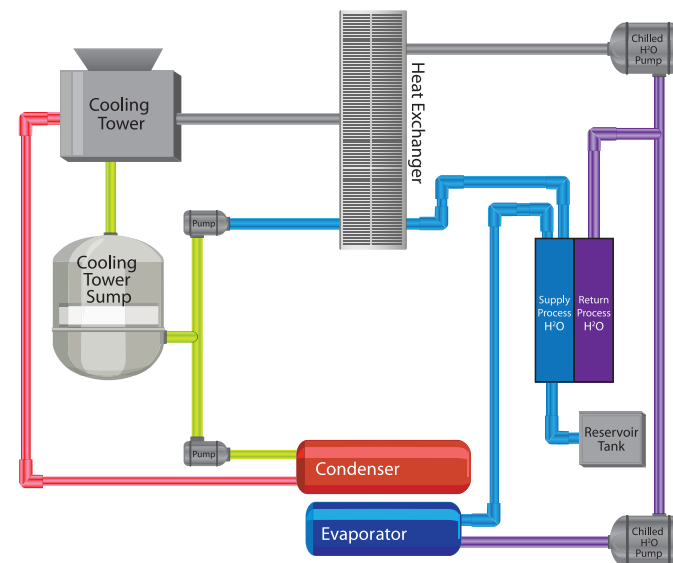 Chilled
H²O
Pump
Cooling
Tower
Heat Exchanger
Pump
Cooling
Tower
Sump
Supply
Process
H²O
Return
Process
H²O
Reservoir
Tank
Pump
Condenser
Evaporator
Chilled
H²O
Pump